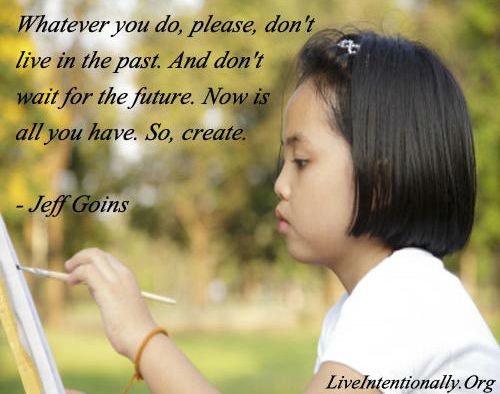 Whatever you do, please, don't
live in the past. And don't
wait for the future. Now is
all you have. So, create.
- Jeff Goins
LiveIntentionally.Org